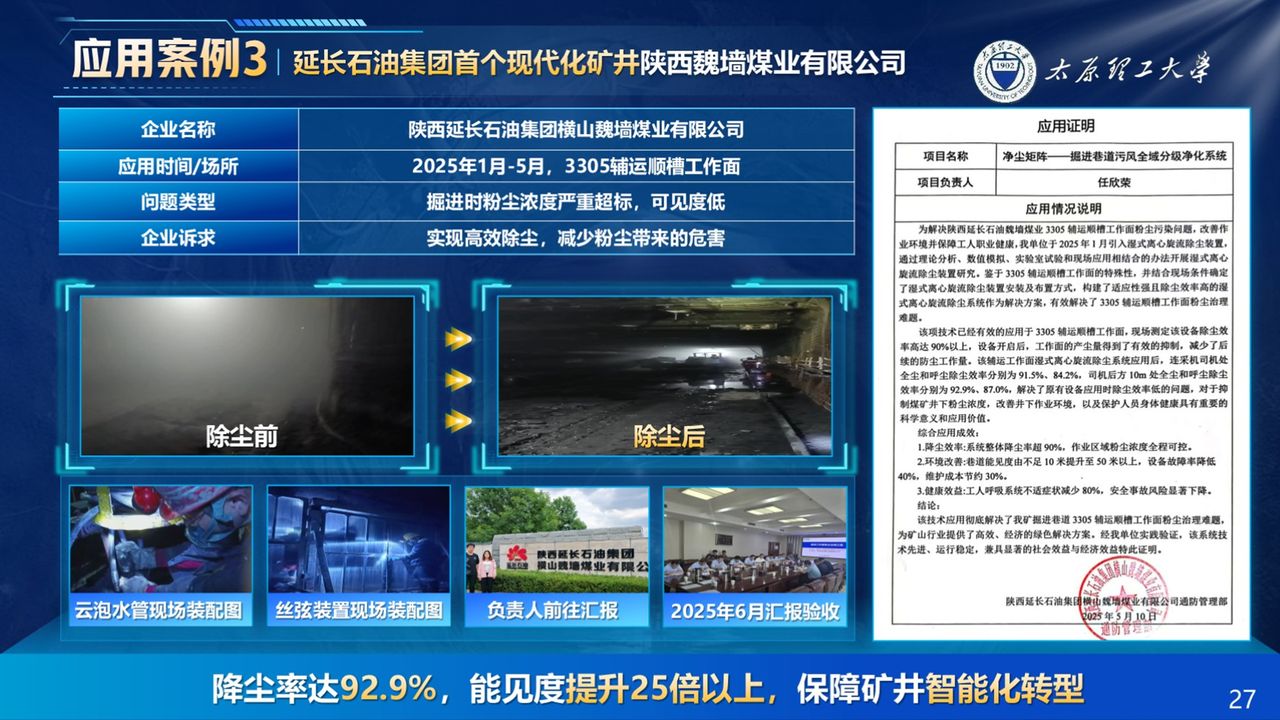 应用案例3
延长石油集团首个现代化矿井陕西魏墙煤业有限公司
1902
太原理工大学
企业名称 陕西延长石油集团横山魏墙煤业有限公司
应用时间/场所 2025年1月-5月，3305辅运顺槽工作面
问题类型 掘进时粉尘浓度严重超标，可见度低
企业诉求 实现高效除尘，减少粉尘带来的危害
除尘前
除尘后
陕西延长石油集团
横山魏墙煤业有限公
云泡水管现场装配图
丝弦装置现场装配图
负责人前往汇报
2025年6月汇报验收
应用证明
项目名称 净尘矩阵——掘进巷道污风全域分级净化系统
项目负责人 任欣荣
应用情况说明
为解决陕西延长石油魏墙煤业 3305 辅运顺槽工作面粉尘污染问题，改善作
业环境并保障工人职业健康，我单位于 2025 年 1 月引入湿式离心旋流除尘装置，
通过理论分析、数值模拟、实验室试验和现场应用相结合的办法开展湿式离心
旋流除尘装置研究。鉴于 3305 辅运顺槽工作面的特殊性，并结合现场条件确定
了湿式离心旋流除尘装置安装及布置方式，构建了适应性强且除尘效率高的湿
式离心旋流除尘系统作为解决方案，有效解决了 3305 辅运顺槽工作面粉尘治理
难题。
该项技术已经有效的应用于 3305 辅运顺槽工作面，现场测定该设备除尘效
率高达 90%以上，设备开启后，工作面的产尘量得到了有效的抑制，减少了后
续的防尘工作量。该辅运工作面湿式离心旋流除尘系统应用后，连采机司机处
全尘和呼尘除尘效率分别为 91.5%、84.2%，司机后方 10m 处全尘和呼尘除尘
效率分别为 92.9%、87.0%，解决了原有设备应用时除尘效率低的问题，对于抑
制煤矿井下粉尘浓度，改善井下作业环境，以及保护人员身体健康具有重要的
科学意义和应用价值。
综合应用成效：
1.降尘效率:系统整体降尘率超 90%，作业区域粉尘浓度全程可控。
2.环境改善:巷道能见度由不足 10 米提升至 50 米以上，设备故障率降低
40%，维护成本节约 30%。
3.健康效益:工人呼吸系统不适症状减少 80%，安全事故风险显著下降。
结论：
该技术应用彻底解决了我矿掘进巷道 3305 辅运顺槽工作面粉尘治理难题，
为矿山行业提供了高效、经济的绿色解决方案。经我单位实践验证，该系统技
术先进、运行稳定，兼具显著的社会效益与经济效益特此证明。
陕西延长石油集团横山魏墙煤业有限公司通防管理部
2025 年 5 月 10 日
通防管理部
降尘率达92.9%，能见度提升25倍以上，保障矿井智能化转型
27